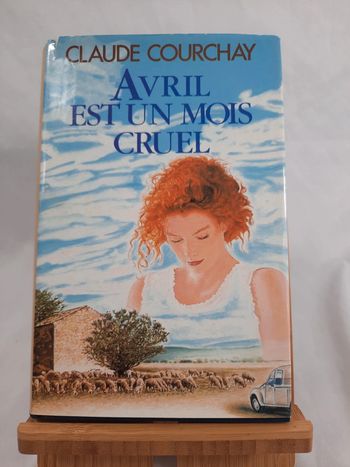 CLAUDE COURCHAY
AVRIL
EST UN MOIS
CRUEL